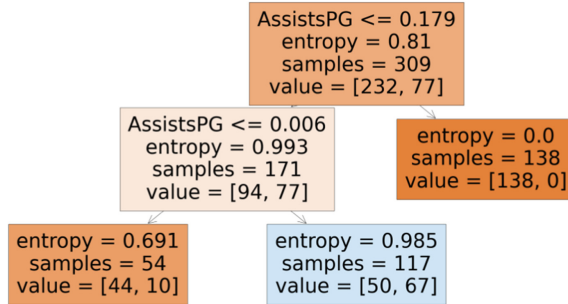 AssistsPG <= 0.179
entropy = 0.81
samples = 309
value = [232, 77]
AssistsPG <= 0.006
entropy = 0.993
samples = 171
value = [94, 77]
entropy = 0.0
samples = 138
value = [138, 0]
entropy = 0.691
samples = 54
value = [44, 10]
entropy = 0.985
samples = 117
value = [50, 67]